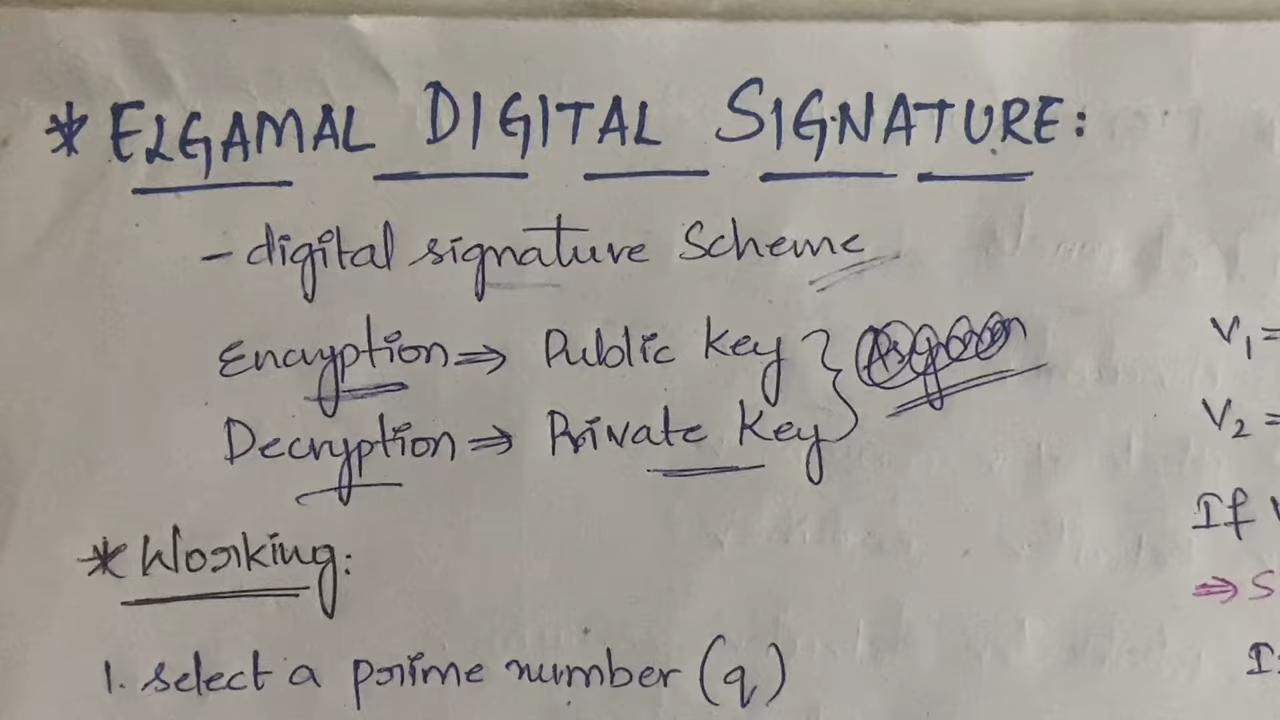 * ELGAMAL DIGITAL SIGNATURE:
- digital signature Scheme
Encryption ⇒ Public key }
Decryption ⇒ Private key
* Working:
1. select a prime number (q)
V1=
V2=
If
⇒ S